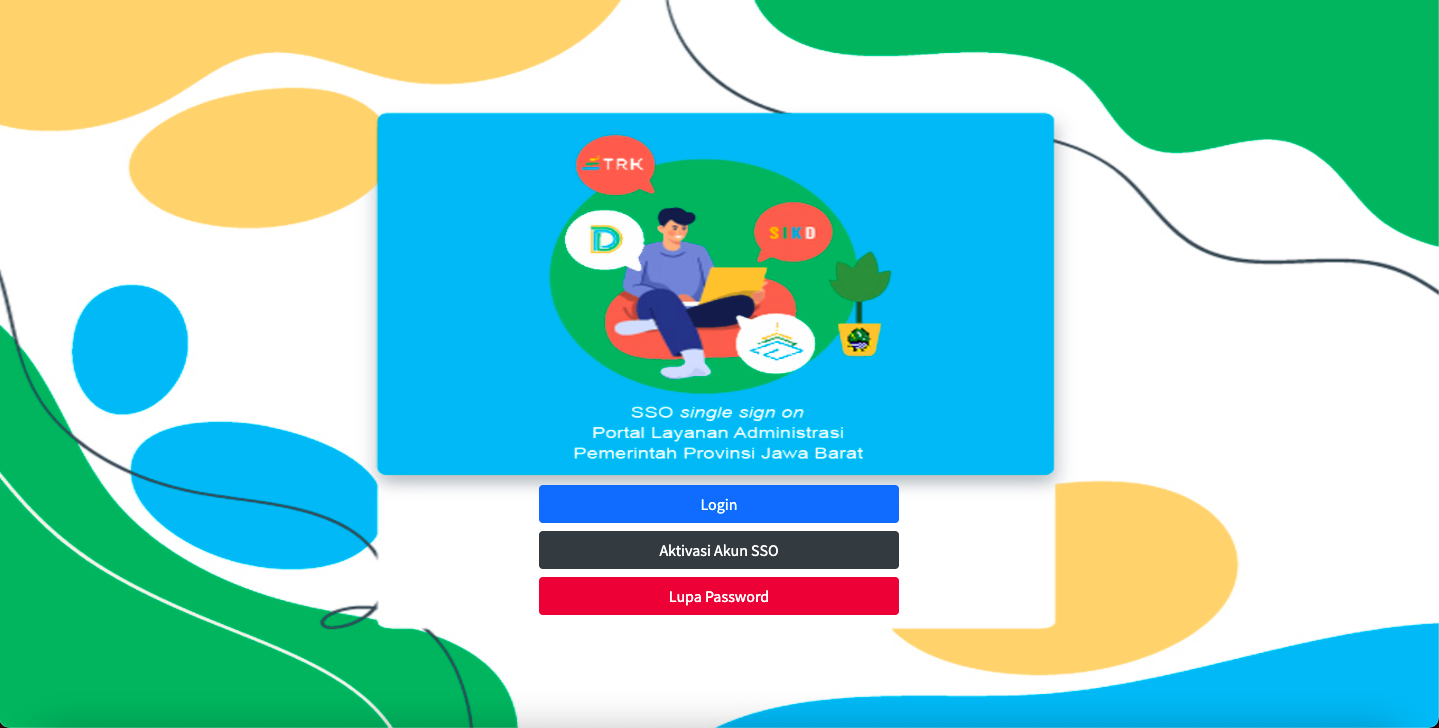 TRK
D
SIKD
SSO single sign on
Portal Layanan Administrasi
Pemerintah Provinsi Jawa Barat
Login
Aktivasi Akun SSO
Lupa Password